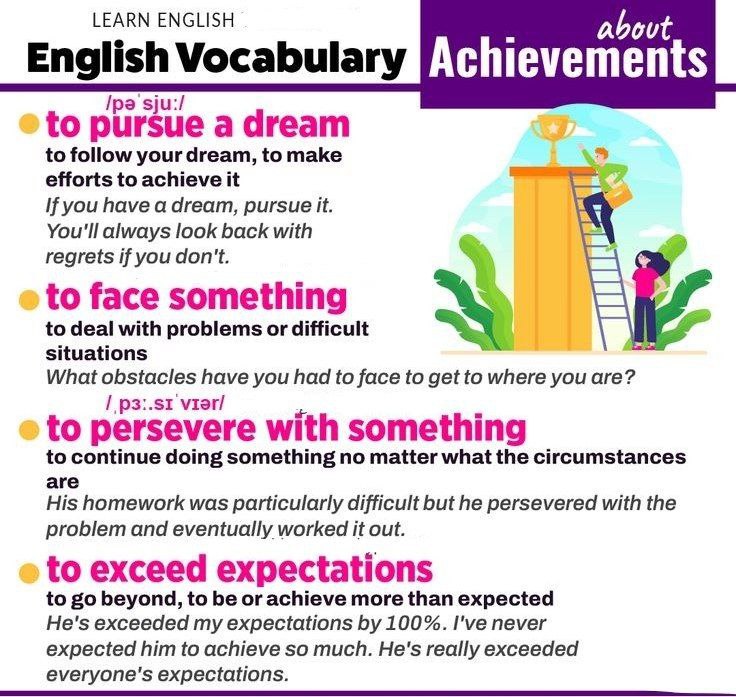 LEARN ENGLISH
English Vocabulary
about
Achievements
/pəˈsjuː/
to pursue a dream
to follow your dream, to make
efforts to achieve it
If you have a dream, pursue it.
You'll always look back with
regrets if you don't.
to face something
to deal with problems or difficult
situations
What obstacles have you had to face to get to where you are?
/ˌpɜː.sɪˈvɪər/
to persevere with something
to continue doing something no matter what the circumstances
are
His homework was particularly difficult but he persevered with the
problem and eventually worked it out.
to exceed expectations
to go beyond, to be or achieve more than expected
He's exceeded my expectations by 100%. I've never
expected him to achieve so much. He's really exceeded
everyone's expectations.